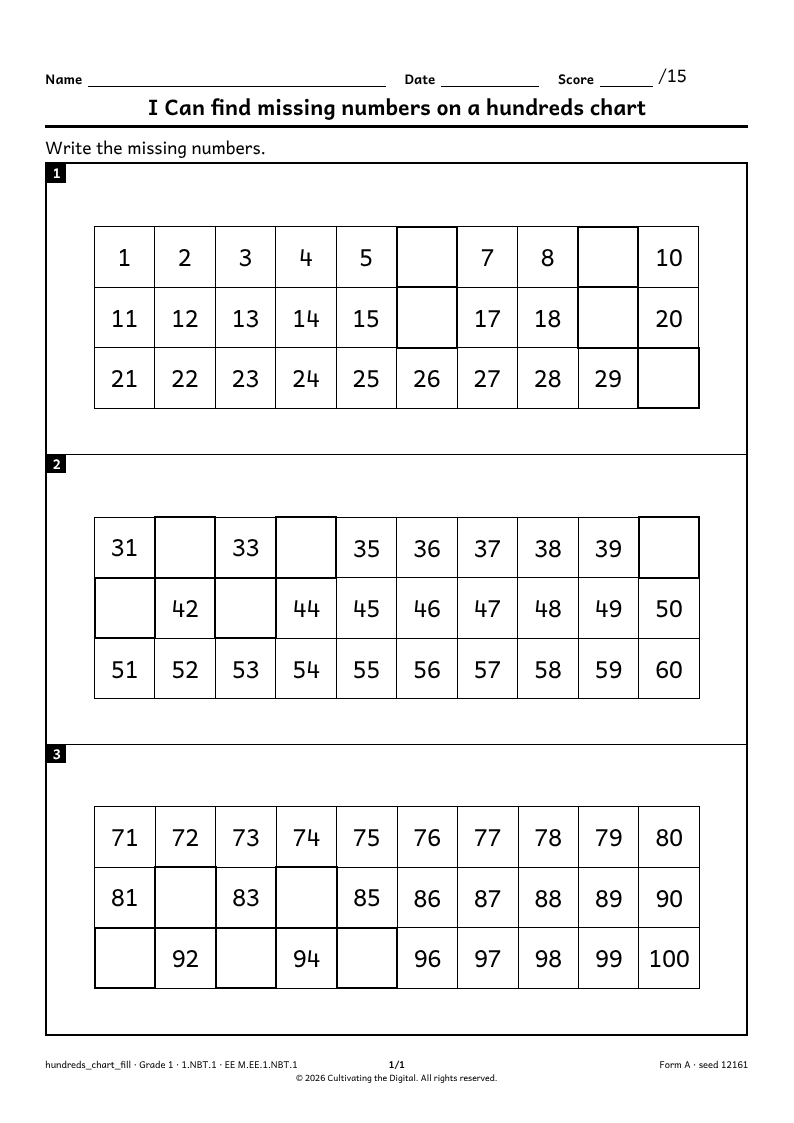 Name Date Score /15
I Can find missing numbers on a hundreds chart
Write the missing numbers.
1
1 2 3 4 5 7 8 10
11 12 13 14 15 17 18 20
21 22 23 24 25 26 27 28 29
2
31 33 35 36 37 38 39
42 44 45 46 47 48 49 50
51 52 53 54 55 56 57 58 59 60
3
71 72 73 74 75 76 77 78 79 80
81 83 85 86 87 88 89 90
92 94 96 97 98 99 100
hundreds_chart_fill · Grade 1 · 1.NBT.1 · EE M.EE.1.NBT.1 1/1 Form A · seed 12161
© 2026 Cultivating the Digital. All rights reserved.